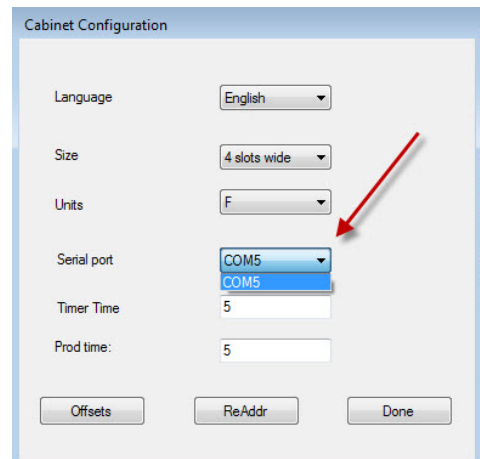 Cabinet Configuration
Language English
Size 4 slots wide
Units F
Serial port COM5
COM5
Timer Time 5
Prod time: 5
Offsets ReAddr Done